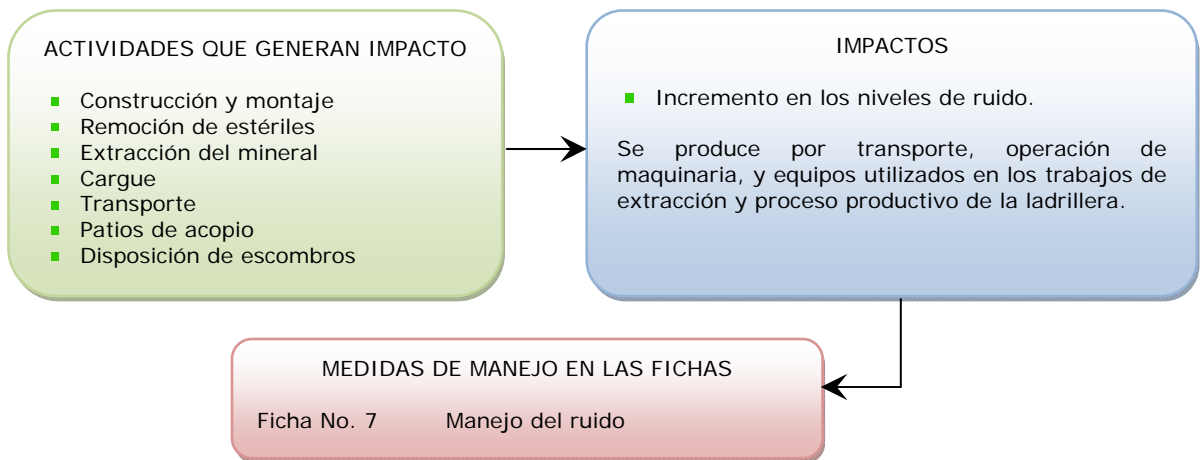 ACTIVIDADES QUE GENERAN IMPACTO
Construcción y montaje
Remoción de estériles
Extracción del mineral
Cargue
Transporte
Patios de acopio
Disposición de escombros
IMPACTOS
Incremento en los niveles de ruido.
Se produce por transporte, operación de
maquinaria, y equipos utilizados en los trabajos de
extracción y proceso productivo de la ladrillera.
MEDIDAS DE MANEJO EN LAS FICHAS
Ficha No. 7 Manejo del ruido